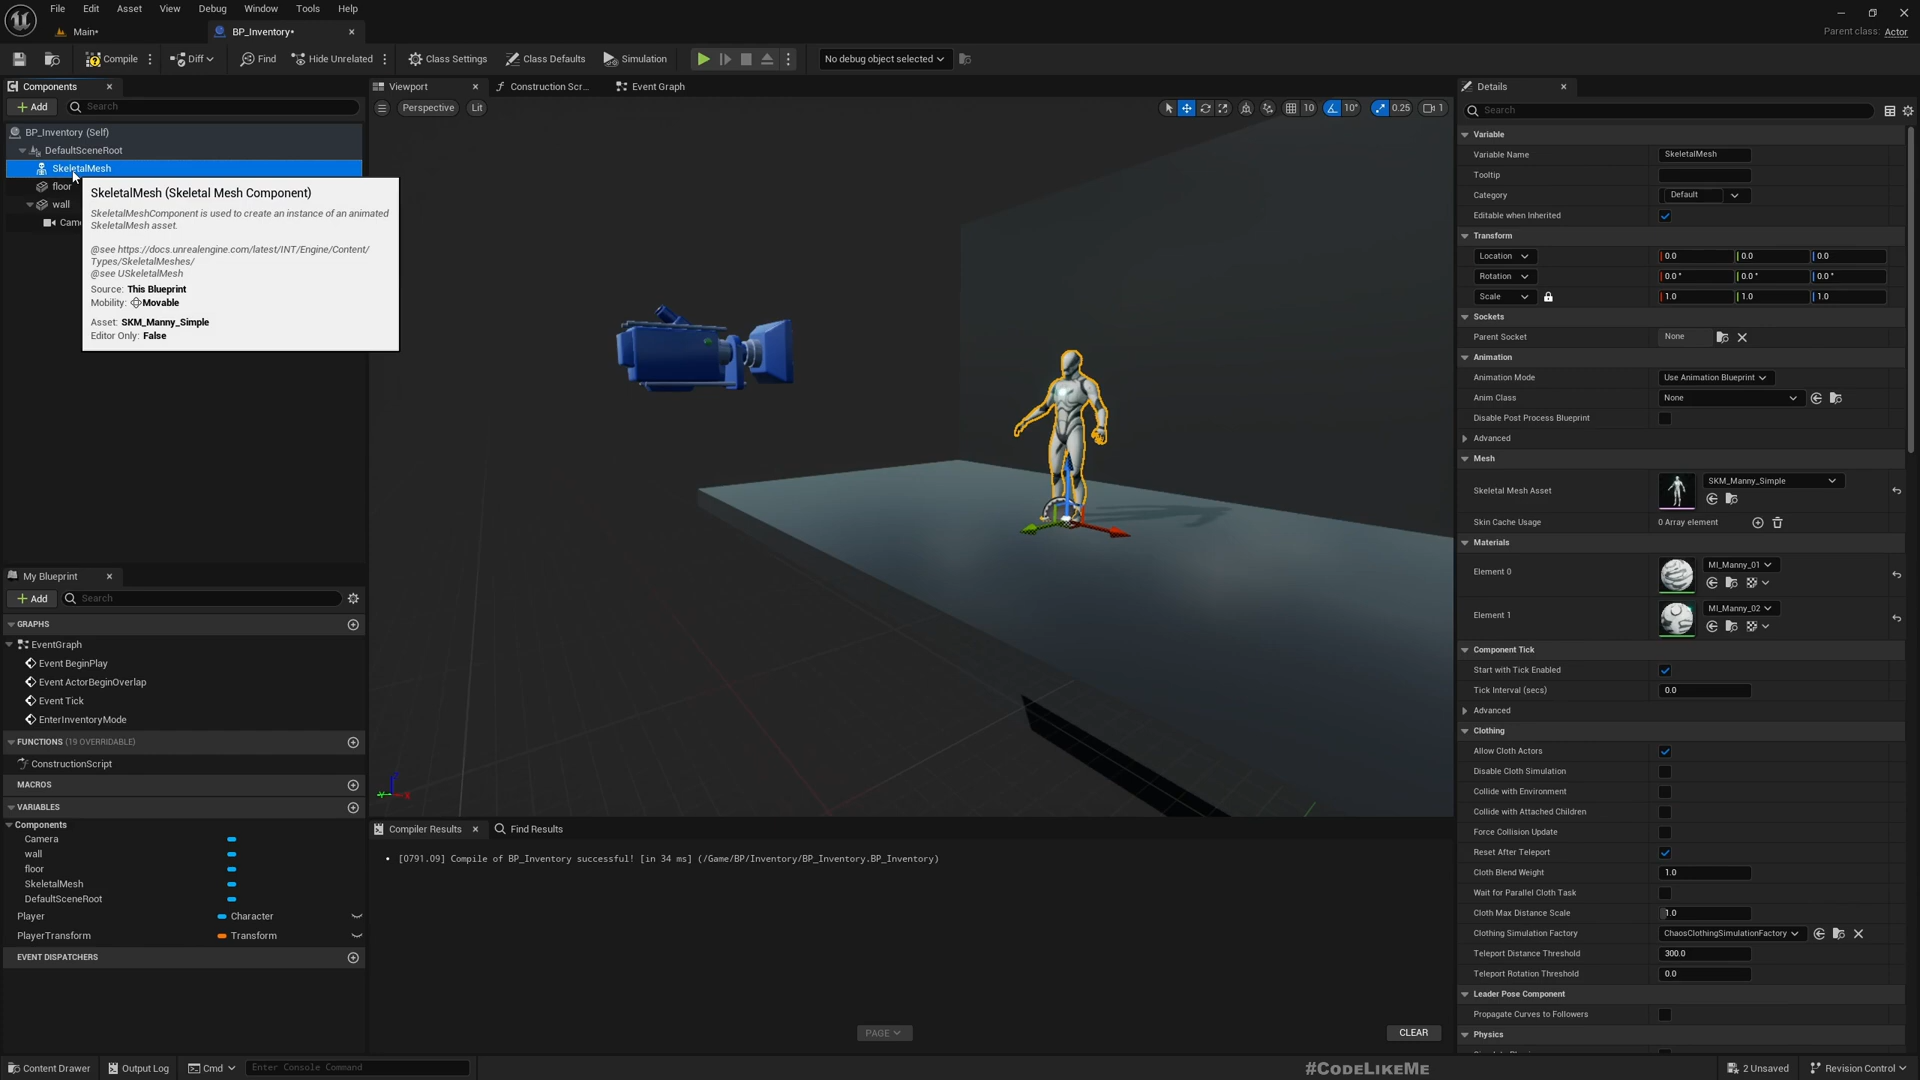 File Edit Asset View Debug Window Tools Help
Main*
BP_Inventory*
Parent class: Actor
Compile
Diff
Find
Hide Unrelated
Class Settings
Class Defaults
Simulation
No debug object selected
Components
Add
Search
BP_Inventory (Self)
DefaultSceneRoot
SkeletalMesh
floor
wall
Cam
SkeletalMesh (Skeletal Mesh Component)
SkeletalMeshComponent is used to create an instance of an animated
SkeletalMesh asset.
@see https://docs.unrealengine.com/latest/INT/Engine/Content/
Types/SkeletalMeshes/
@see USkeletalMesh
Source: This Blueprint
Mobility: Movable
Asset: SKM_Manny_Simple
Editor Only: False
My Blueprint
Add
Search
GRAPHS
EventGraph
Event BeginPlay
Event ActorBeginOverlap
Event Tick
EnterInventoryMode
FUNCTIONS (19 OVERRIDABLE)
ConstructionScript
MACROS
VARIABLES
Components
Camera
wall
floor
SkeletalMesh
DefaultSceneRoot
Player Character
PlayerTransform Transform
EVENT DISPATCHERS
Viewport
Construction Scr...
Event Graph
Perspective
Lit
10
10°
0.25
1
Z
Y X
Compiler Results
Find Results
• [0791.09] Compile of BP_Inventory successful! [in 34 ms] (/Game/BP/Inventory/BP_Inventory.BP_Inventory)
PAGE
CLEAR
Details
Search
Variable
Variable Name SkeletalMesh
Tooltip
Category Default
Editable when Inherited
Transform
Location 0.0 0.0 0.0
Rotation 0.0° 0.0° 0.0°
Scale 1.0 1.0 1.0
Sockets
Parent Socket None
Animation
Animation Mode Use Animation Blueprint
Anim Class None
Disable Post Process Blueprint
Advanced
Mesh
Skeletal Mesh Asset SKM_Manny_Simple
Skin Cache Usage 0 Array element
Materials
Element 0 MI_Manny_01
Element 1 MI_Manny_02
Component Tick
Start with Tick Enabled
Tick Interval (secs) 0.0
Advanced
Clothing
Allow Cloth Actors
Disable Cloth Simulation
Collide with Environment
Collide with Attached Children
Force Collision Update
Reset After Teleport
Cloth Blend Weight 1.0
Wait for Parallel Cloth Task
Cloth Max Distance Scale 1.0
Clothing Simulation Factory ChaosClothingSimulationFactory
Teleport Distance Threshold 300.0
Teleport Rotation Threshold 0.0
Leader Pose Component
Propagate Curves to Followers
Physics
Content Drawer
Output Log
Cmd
Enter Console Command
#CODELIKEME
2 Unsaved
Revision Control